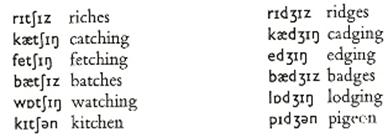 rɪtʃɪz riches
kætʃɪŋ catching
fetʃɪŋ fetching
bætʃɪz batches
wɒtʃɪŋ watching
kɪtʃən kitchen
rɪdʒɪz ridges
kædʒɪŋ cadging
edʒɪŋ edging
bædʒɪz badges
lɒdʒɪŋ lodging
pɪdʒən pigeon